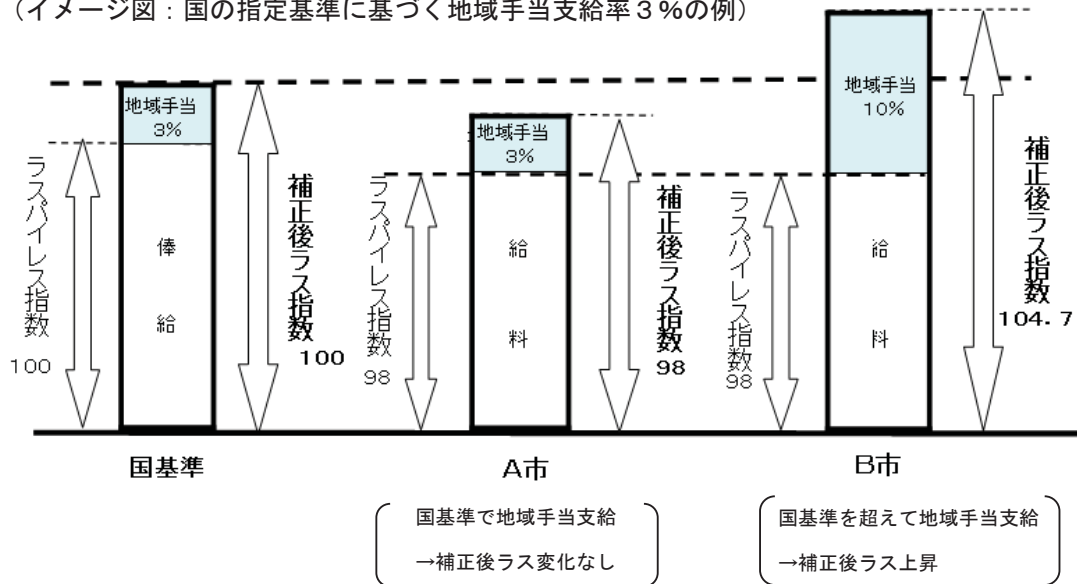 （イメージ図：国の指定基準に基づく地域手当支給率３%の例）
地域手当
3%
俸給
ラスパイレス指数
100
補正後ラス指数
100
国基準
地域手当
3%
給料
ラスパイレス指数
98
補正後ラス指数
98
A市
国基準で地域手当支給
→補正後ラス変化なし
地域手当
10%
給料
ラスパイレス指数
98
補正後ラス指数
104.7
B市
国基準を超えて地域手当支給
→補正後ラス上昇